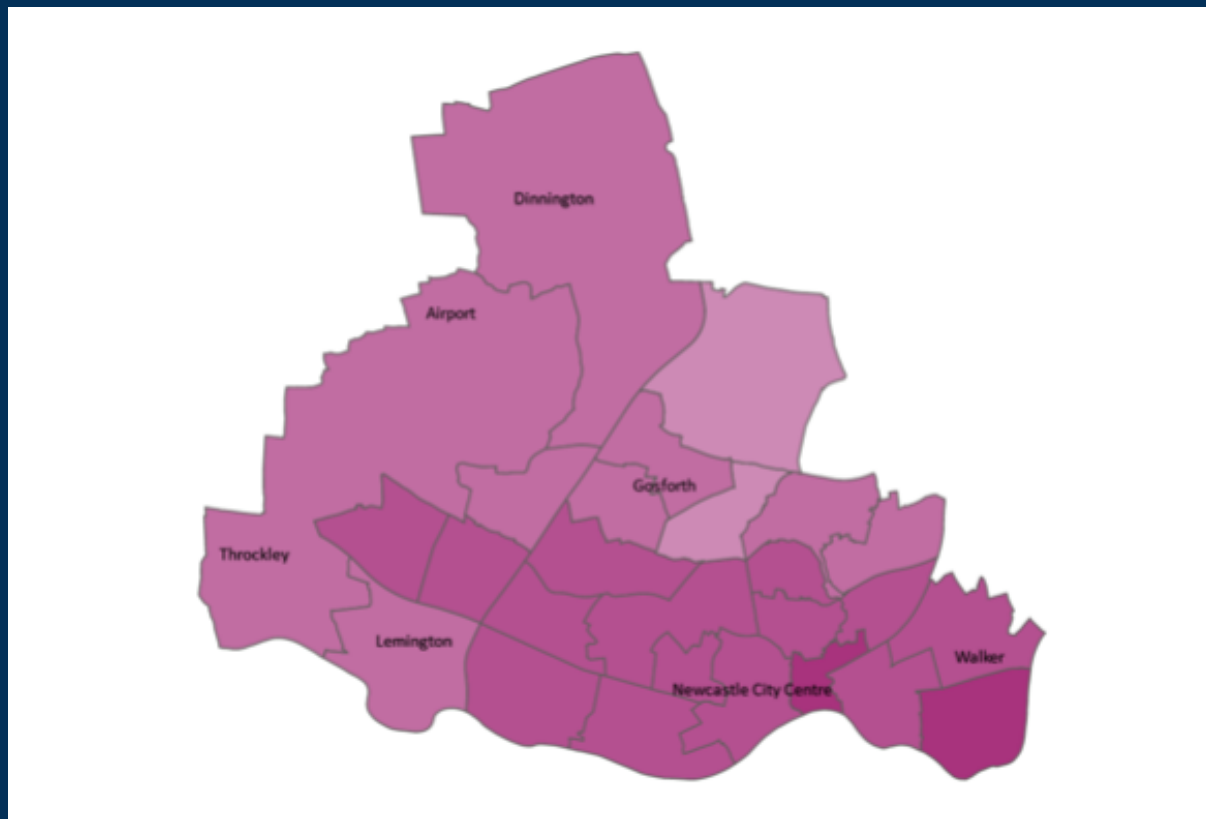 Dinnington
Airport
Gosforth
Throckley
Lemington
Walker
Newcastle City Centre